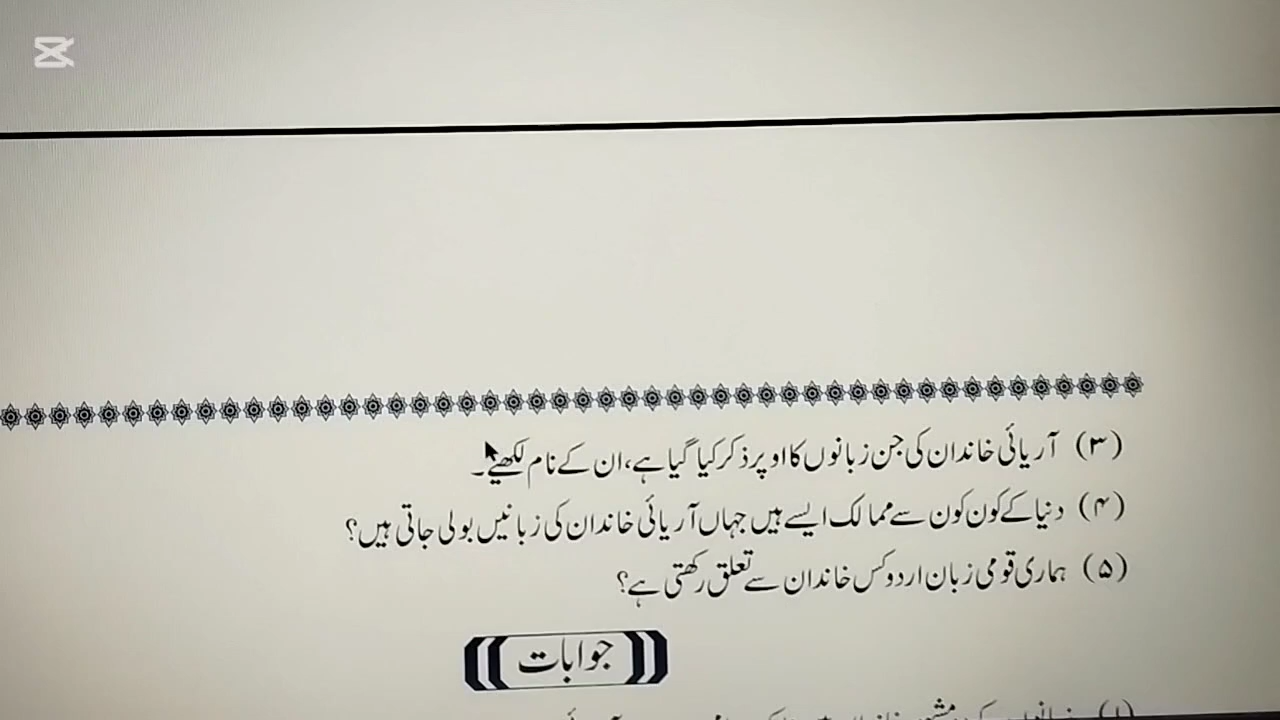 (۳) آریائی خاندان کی جن زبانوں کا اوپر ذکر کیا گیا ہے، ان کے نام لکھیے۔
(۴) دنیا کے کون کون سے ممالک ایسے ہیں جہاں آریائی خاندان کی زبانیں بولی جاتی ہیں؟
(۵) ہماری قومی زبان اردو کس خاندان سے تعلق رکھتی ہے؟
جوابات
(۱)